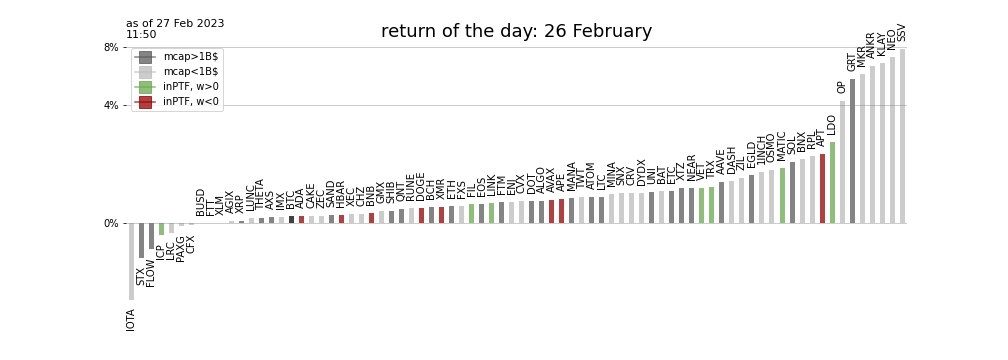 as of 27 Feb 2023
11:50
return of the day: 26 February
8%
4%
0%
mcap>1B$
mcap<1B$
inPTF, w>0
inPTF, w<0
IOTA
STX
FLOW
ICP
LRC
PAXG
CFX
BUSD
FTT
XLM
AGIX
XRP
LUNC
THETA
AXS
IMX
BTC
ADA
CAKE
ZEC
SAND
HBAR
XEC
CHZ
BNB
GMX
SHIB
QNT
RUNE
DOGE
BCH
XMR
ETH
FXS
FIL
EOS
LINK
FTM
ENJ
CVX
DOT
ALGO
AVAX
APE
MANA
TWT
ATOM
LTC
MINA
SNX
CRV
DYDX
UNI
BAT
ETC
XTZ
NEAR
VET
TRX
AAVE
DASH
ZIL
EGLD
1INCH
OSMO
MATIC
SOL
BNX
RPL
APT
LDO
OP
GRT
MKR
ANKR
KLAY
NEO
SSV